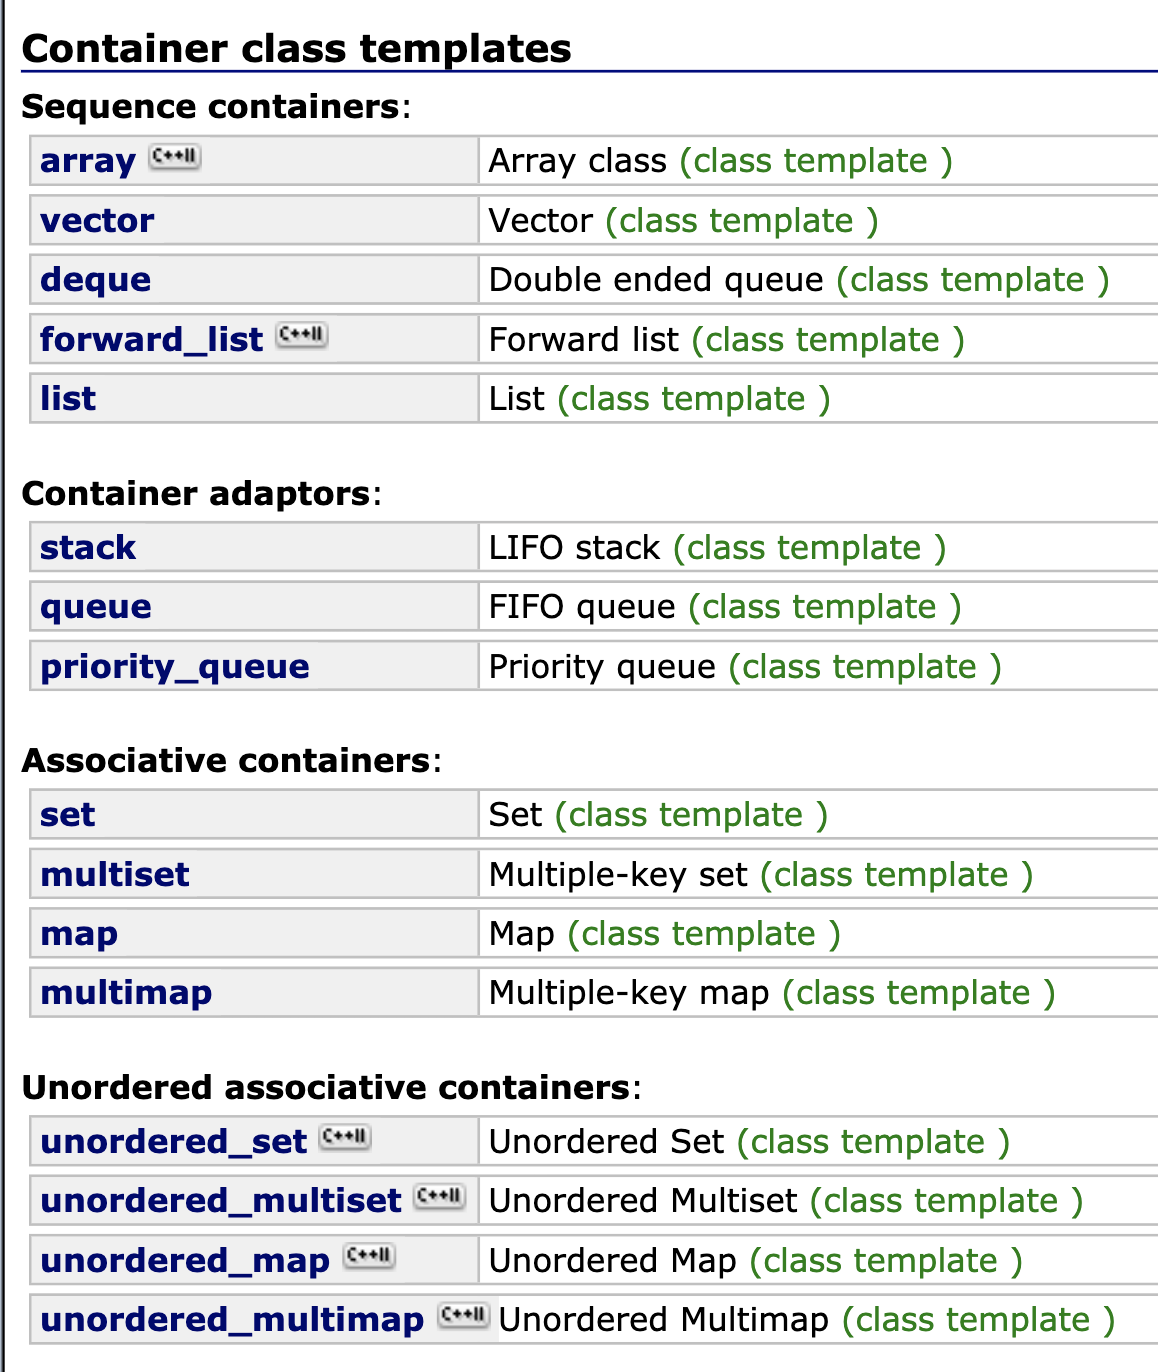 Container class templates
Sequence containers:
array C++11 Array class (class template )
vector Vector (class template )
deque Double ended queue (class template )
forward_list C++11 Forward list (class template )
list List (class template )
Container adaptors:
stack LIFO stack (class template )
queue FIFO queue (class template )
priority_queue Priority queue (class template )
Associative containers:
set Set (class template )
multiset Multiple-key set (class template )
map Map (class template )
multimap Multiple-key map (class template )
Unordered associative containers:
unordered_set C++11 Unordered Set (class template )
unordered_multiset C++11 Unordered Multiset (class template )
unordered_map C++11 Unordered Map (class template )
unordered_multimap C++11 Unordered Multimap (class template )